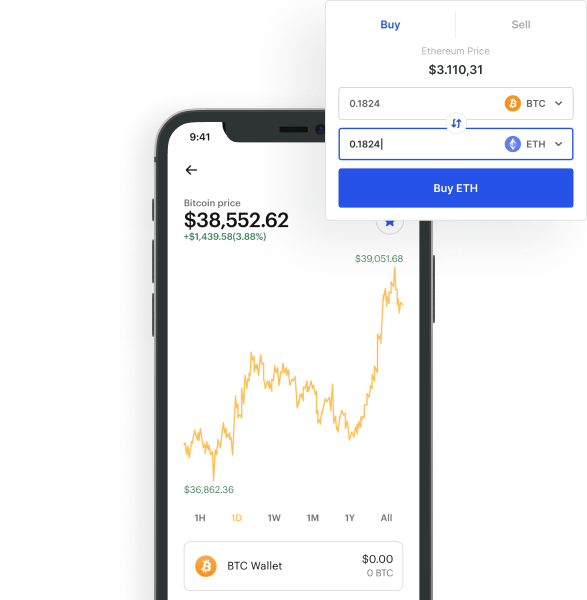 Buy Sell
Ethereum Price
$3.110,31
0.1824 BTC
0.1824 ETH
Buy ETH
9:41
Bitcoin price
$38,552.62
+$1,439.58(3.88%)
$39,051.68
$36,862.36
1H 1D 1W 1M 1Y All
BTC Wallet $0.00
0 BTC